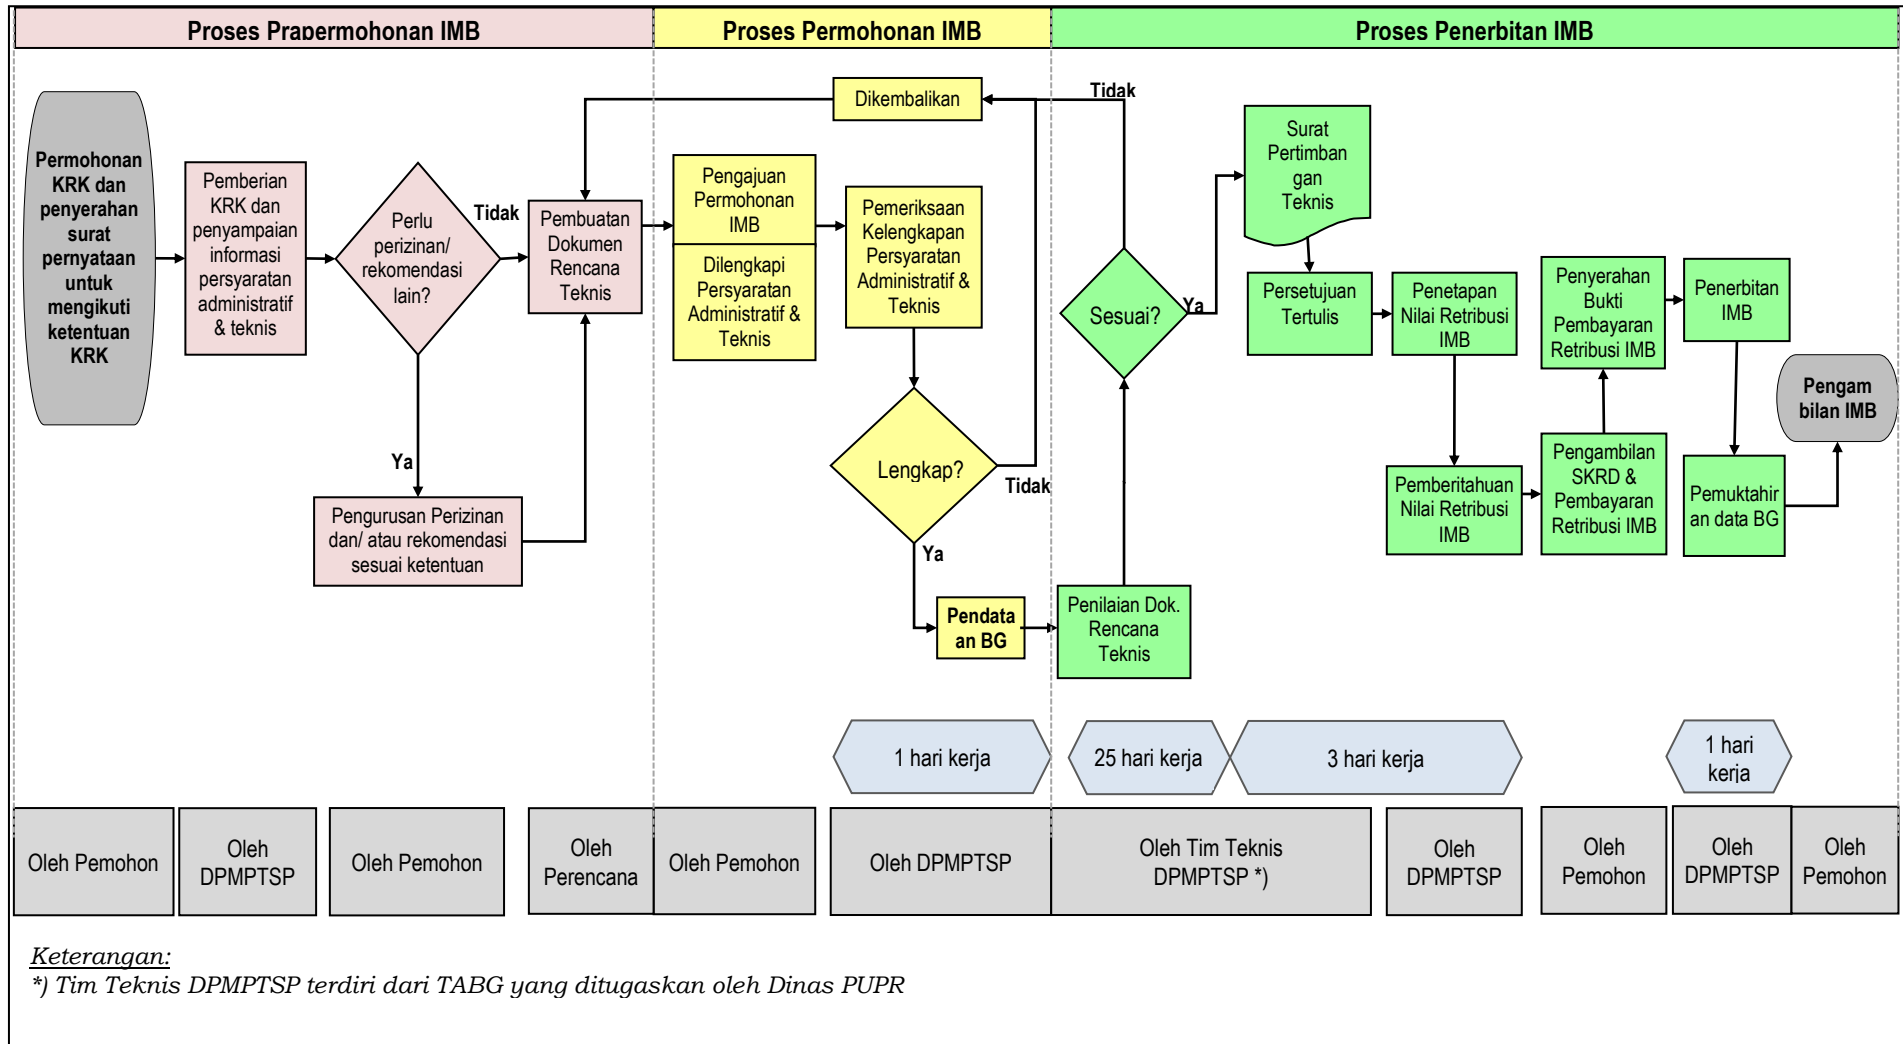 Proses Prapermohonan IMB
Proses Permohonan IMB
Proses Penerbitan IMB
Permohonan
KRK dan
penyerahan
surat
pernyataan
untuk
mengikuti
ketentuan
KRK
Pemberian
KRK dan
penyampaian
informasi
persyaratan
administratif
& teknis
Perlu
perizinan/
rekomendasi
lain?
Tidak
Ya
Pengurusan Perizinan
dan/ atau rekomendasi
sesuai ketentuan
Pembuatan
Dokumen
Rencana
Teknis
Dikembalikan
Pengajuan
Permohonan
IMB
Dilengkapi
Persyaratan
Administratif &
Teknis
Pemeriksaan
Kelengkapan
Persyaratan
Administratif &
Teknis
Lengkap?
Tidak
Ya
Pendata
an BG
Penilaian Dok.
Rencana
Teknis
Sesuai?
Tidak
Ya
Surat
Pertimban
gan
Teknis
Persetujuan
Tertulis
Penetapan
Nilai Retribusi
IMB
Pemberitahuan
Nilai Retribusi
IMB
Pengambilan
SKRD &
Pembayaran
Retribusi IMB
Penyerahan
Bukti
Pembayaran
Retribusi IMB
Penerbitan
IMB
Pemuktahir
an data BG
Pengam
bilan IMB
1 hari kerja
25 hari kerja
3 hari kerja
1 hari
kerja
Oleh Pemohon
Oleh
DPMPTSP
Oleh Pemohon
Oleh
Perencana
Oleh Pemohon
Oleh DPMPTSP
Oleh Tim Teknis
DPMPTSP *)
Oleh
DPMPTSP
Oleh
Pemohon
Oleh
DPMPTSP
Oleh
Pemohon
Keterangan:
*) Tim Teknis DPMPTSP terdiri dari TABG yang ditugaskan oleh Dinas PUPR